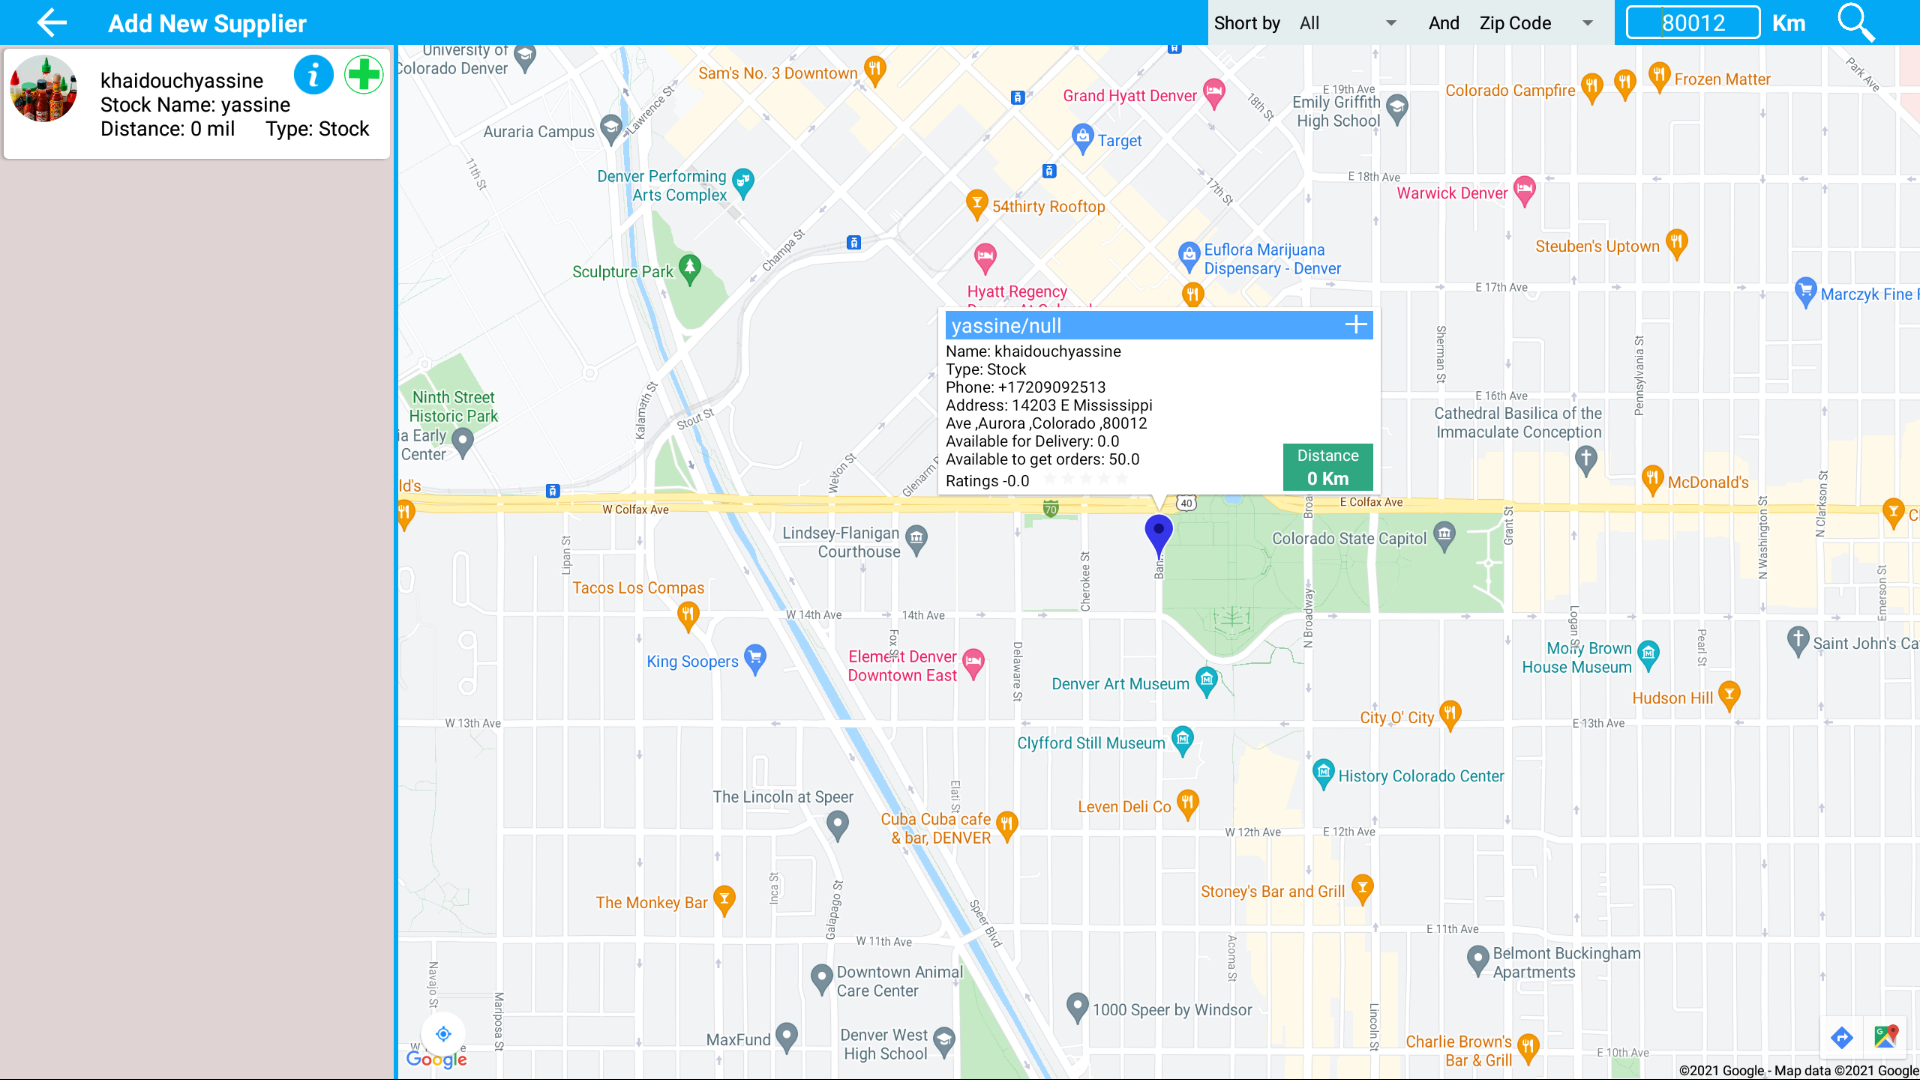 Add New Supplier
Short by All And Zip Code 80012 Km
khaidouchyassine
Stock Name: yassine
Distance: 0 mil Type: Stock
University of
Colorado Denver
Sam's No. 3 Downtown
Grand Hyatt Denver
18th St
E 19th Ave
Emily Griffith
High School
Colorado Campfire
Frozen Matter
Park Ave
Lawrence St
Auraria Campus
Target
11th St
Denver Performing
Arts Complex
54thirty Rooftop
17th St
E 18th Ave
Warwick Denver
Champa St
Sculpture Park
Euflora Marijuana
Dispensary - Denver
Steuben's Uptown
Hyatt Regency
E 17th Ave
Marczyk Fine
yassine/null
Name: khaidouchyassine
Type: Stock
Phone: +17209092513
Address: 14203 E Mississippi
Ave ,Aurora ,Colorado ,80012
Available for Delivery: 0.0
Available to get orders: 50.0
Ratings -0.0
Distance
0 Km
Sherman St
Pennsylvania St
E 16th Ave
Ninth Street
Historic Park
Kalamath St
Stout St
ia Early
Center
Cathedral Basilica of the
Immaculate Conception
Welton St
Glenarm
McDonald's
N Clarkson St
ld's
W Colfax Ave
70
40
E Colfax Ave
Grant St
N Washington St
Lindsey-Flanigan
Courthouse
Colorado State Capitol
Lipan St
Cherokee St
Ban
Tacos Los Compas
Emerson St
W 14th Ave
14th Ave
N Broadway
Logan St
Fox St
Pearl St
King Soopers
Element Denver
Downtown East
Delaware St
Molly Brown
House Museum
Saint John's Ca
Denver Art Museum
Hudson Hill
W 13th Ave
City O' City
E 13th Ave
Clyfford Still Museum
History Colorado Center
The Lincoln at Speer
Elati St
Leven Deli Co
Cuba Cuba cafe
& bar, DENVER
W 12th Ave
E 12th Ave
Inca St
Galapago St
The Monkey Bar
Stoney's Bar and Grill
Speer Blvd
W 11th Ave
E 11th Ave
Acoma St
Belmont Buckingham
Apartments
Navajo St
Mariposa St
Downtown Animal
Care Center
1000 Speer by Windsor
Lincoln St
MaxFund
Denver West
High School
Charlie Brown's
Bar & Grill
E 10th Ave
Google
©2021 Google - Map data ©2021 Google